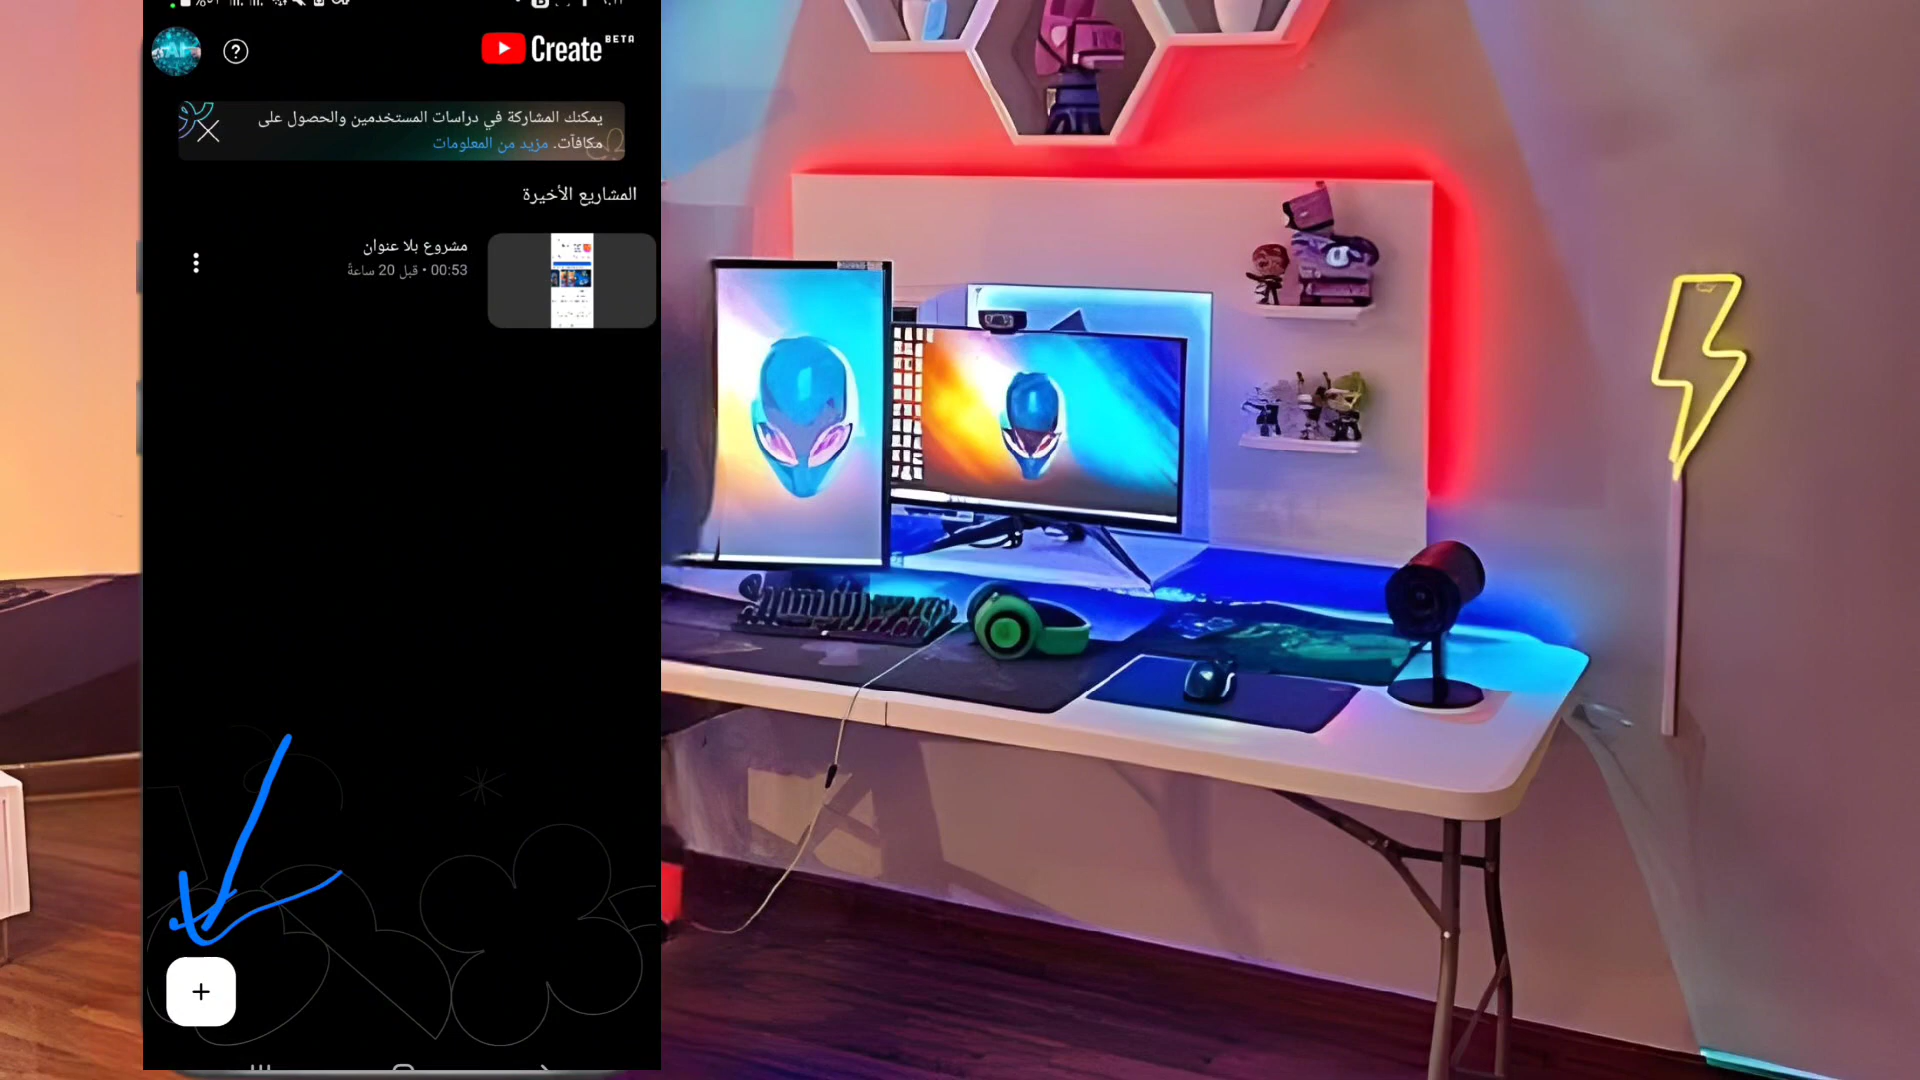 Create BETA
يمكنك المشاركة في دراسات المستخدمين والحصول على
مكافآت. مزيد من المعلومات
المشاريع الأخيرة
مشروع بلا عنوان
00:53 • قبل 20 ساعةً